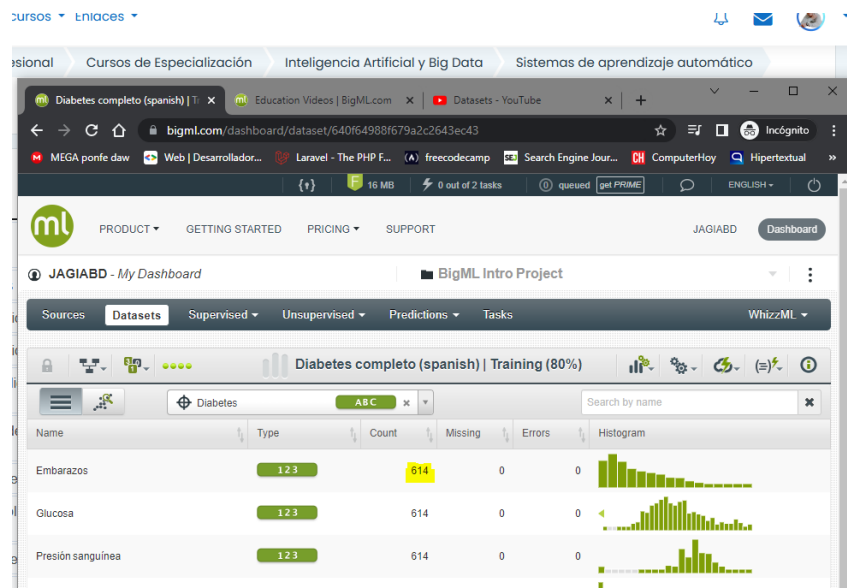 cursos Enlaces
esional Cursos de Especialización Inteligencia Artificial y Big Data Sistemas de aprendizaje automático
Diabetes completo (spanish) | Tr Education Videos | BigML.com Datasets - YouTube
bigml.com/dashboard/dataset/640f64988f679a2c2643ec43 Incógnito
MEGA ponfe daw Web | Desarrollador... Laravel - The PHP F... freecodecamp Search Engine Jour... CH ComputerHoy Hipertextual »
F 16 MB 0 out of 2 tasks 0 queued get PRIME ENGLISH
ml PRODUCT GETTING STARTED PRICING SUPPORT JAGIABD Dashboard
JAGIABD - My Dashboard BigML Intro Project
Sources Datasets Supervised Unsupervised Predictions Tasks WhizzML
Diabetes completo (spanish) | Training (80%)
Diabetes ABC Search by name
Name Type Count Missing Errors Histogram
Embarazos 123 614 0 0
Glucosa 123 614 0 0
Presión sanguínea 123 614 0 0